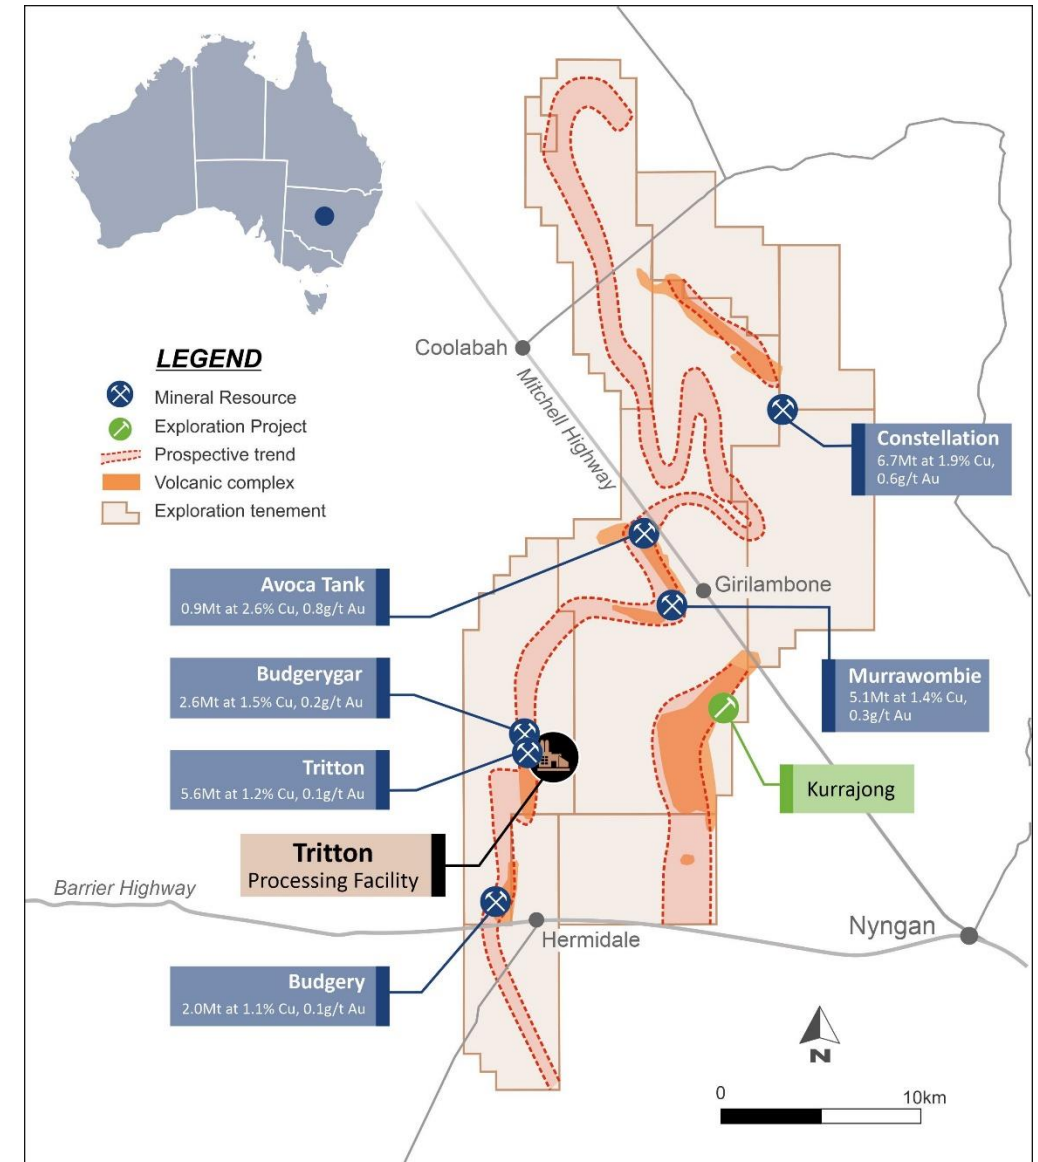 LEGEND
Mineral Resource
Exploration Project
Prospective trend
Volcanic complex
Exploration tenement
Coolabah
Mitchell Highway
Constellation
6.7Mt at 1.9% Cu,
0.6g/t Au
Avoca Tank
0.9Mt at 2.6% Cu, 0.8g/t Au
Girilambone
Budgerygar
2.6Mt at 1.5% Cu, 0.2g/t Au
Murrawombie
5.1Mt at 1.4% Cu,
0.3g/t Au
Tritton
5.6Mt at 1.2% Cu, 0.1g/t Au
Kurrajong
Tritton
Processing Facility
Barrier Highway
Hermidale
Nyngan
Budgery
2.0Mt at 1.1% Cu, 0.1g/t Au
N
0 10km